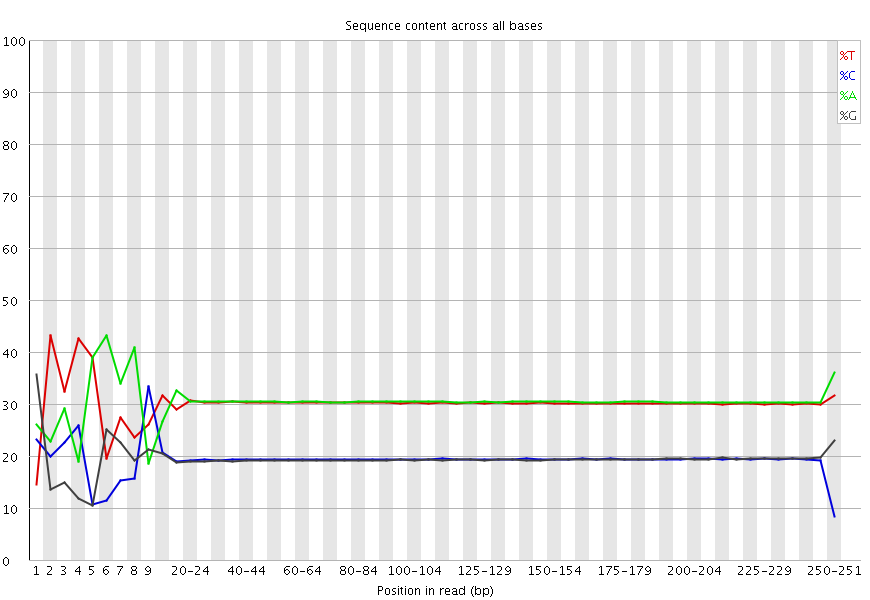 Sequence content across all bases
100
90
80
70
60
50
40
30
20
10
0
%T
%C
%A
%G
1 2 3 4 5 6 7 8 9 20-24 40-44 60-64 80-84 100-104 125-129 150-154 175-179 200-204 225-229 250-251
Position in read (bp)